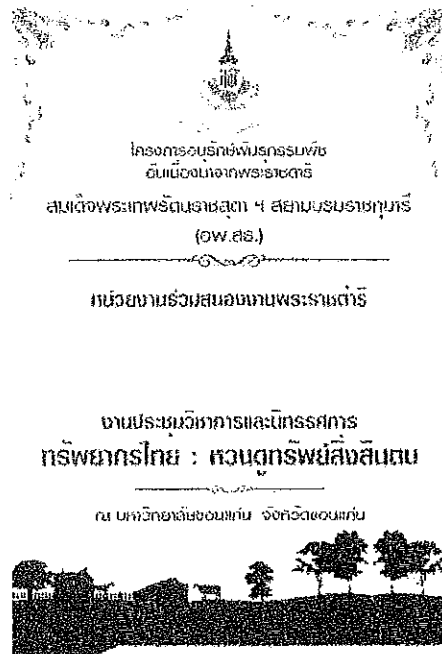 โครงการอนุรักษ์พันธุกรรมพืช
อันเนื่องมาจากพระราชดำริ
สมเด็จพระเทพรัตนราชสุดา ฯ สยามบรมราชกุมารี
(อพ.สธ.)
หน่วยงานร่วมสนองงานพระราชดำริ
งานประชุมวิชาการและนิทรรศการ
ทรัพยากรไทย : หวนดูทรัพย์สิ่งสินตน
ณ มหาวิทยาลัยขอนแก่น จังหวัดขอนแก่น